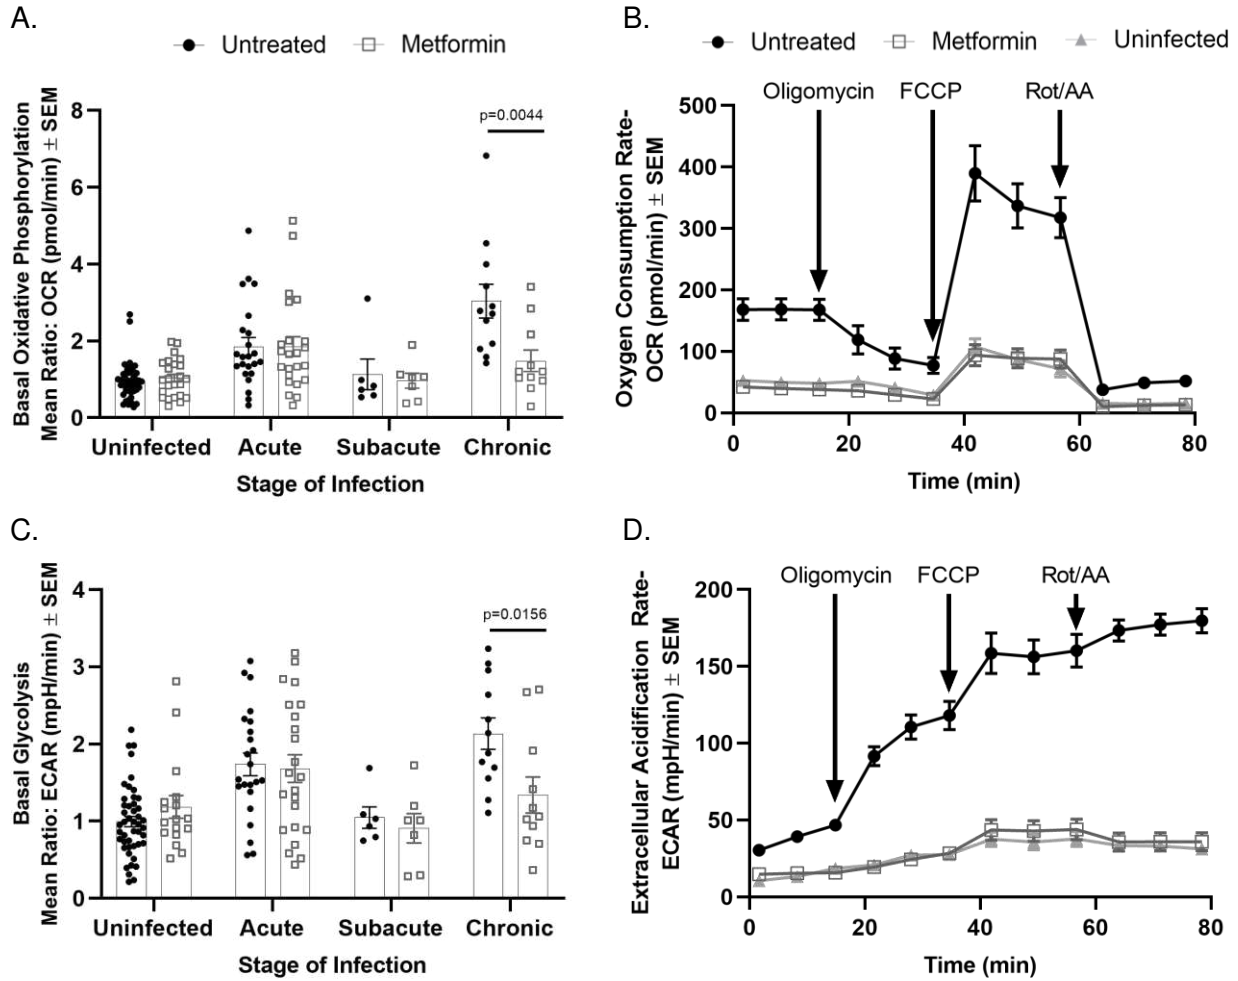 A.
Untreated Metformin
Basal Oxidative Phosphorylation
Mean Ratio: OCR (pmol/min) ± SEM
8
6
4
2
0
p=0.0044
Uninfected Acute Subacute Chronic
Stage of Infection
B.
Untreated Metformin Uninfected
Oligomycin FCCP Rot/AA
Oxygen Consumption Rate-
OCR (pmol/min) ± SEM
500
400
300
200
100
0
0 20 40 60 80
Time (min)
C.
Basal Glycolysis
Mean Ratio: ECAR (mpH/min) ± SEM
4
3
2
1
0
p=0.0156
Uninfected Acute Subacute Chronic
Stage of Infection
D.
Oligomycin FCCP Rot/AA
Extracellular Acidification Rate-
ECAR (mpH/min) ± SEM
200
150
100
50
0
0 20 40 60 80
Time (min)